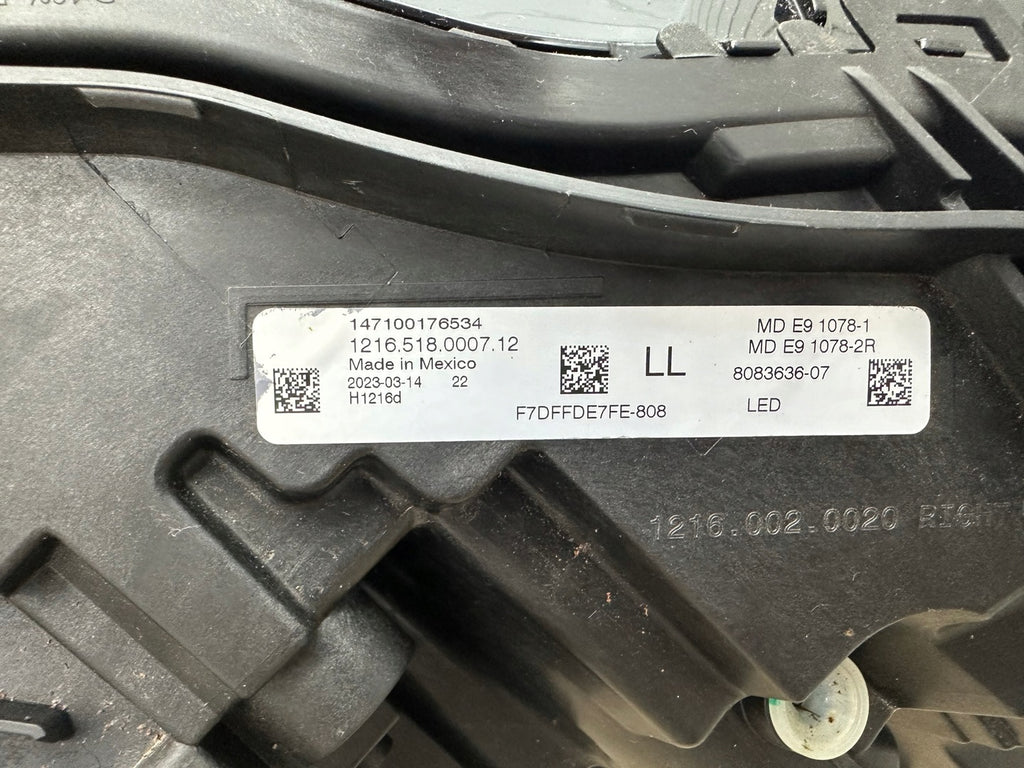 147100176534
1216.518.0007.12
Made in Mexico
2023-03-14 22
H1216d
F7DFFDE7FE-808
LL
MD E9 1078-1
MD E9 1078-2R
8083636-07
LED
1216.002.0020 RIGHT